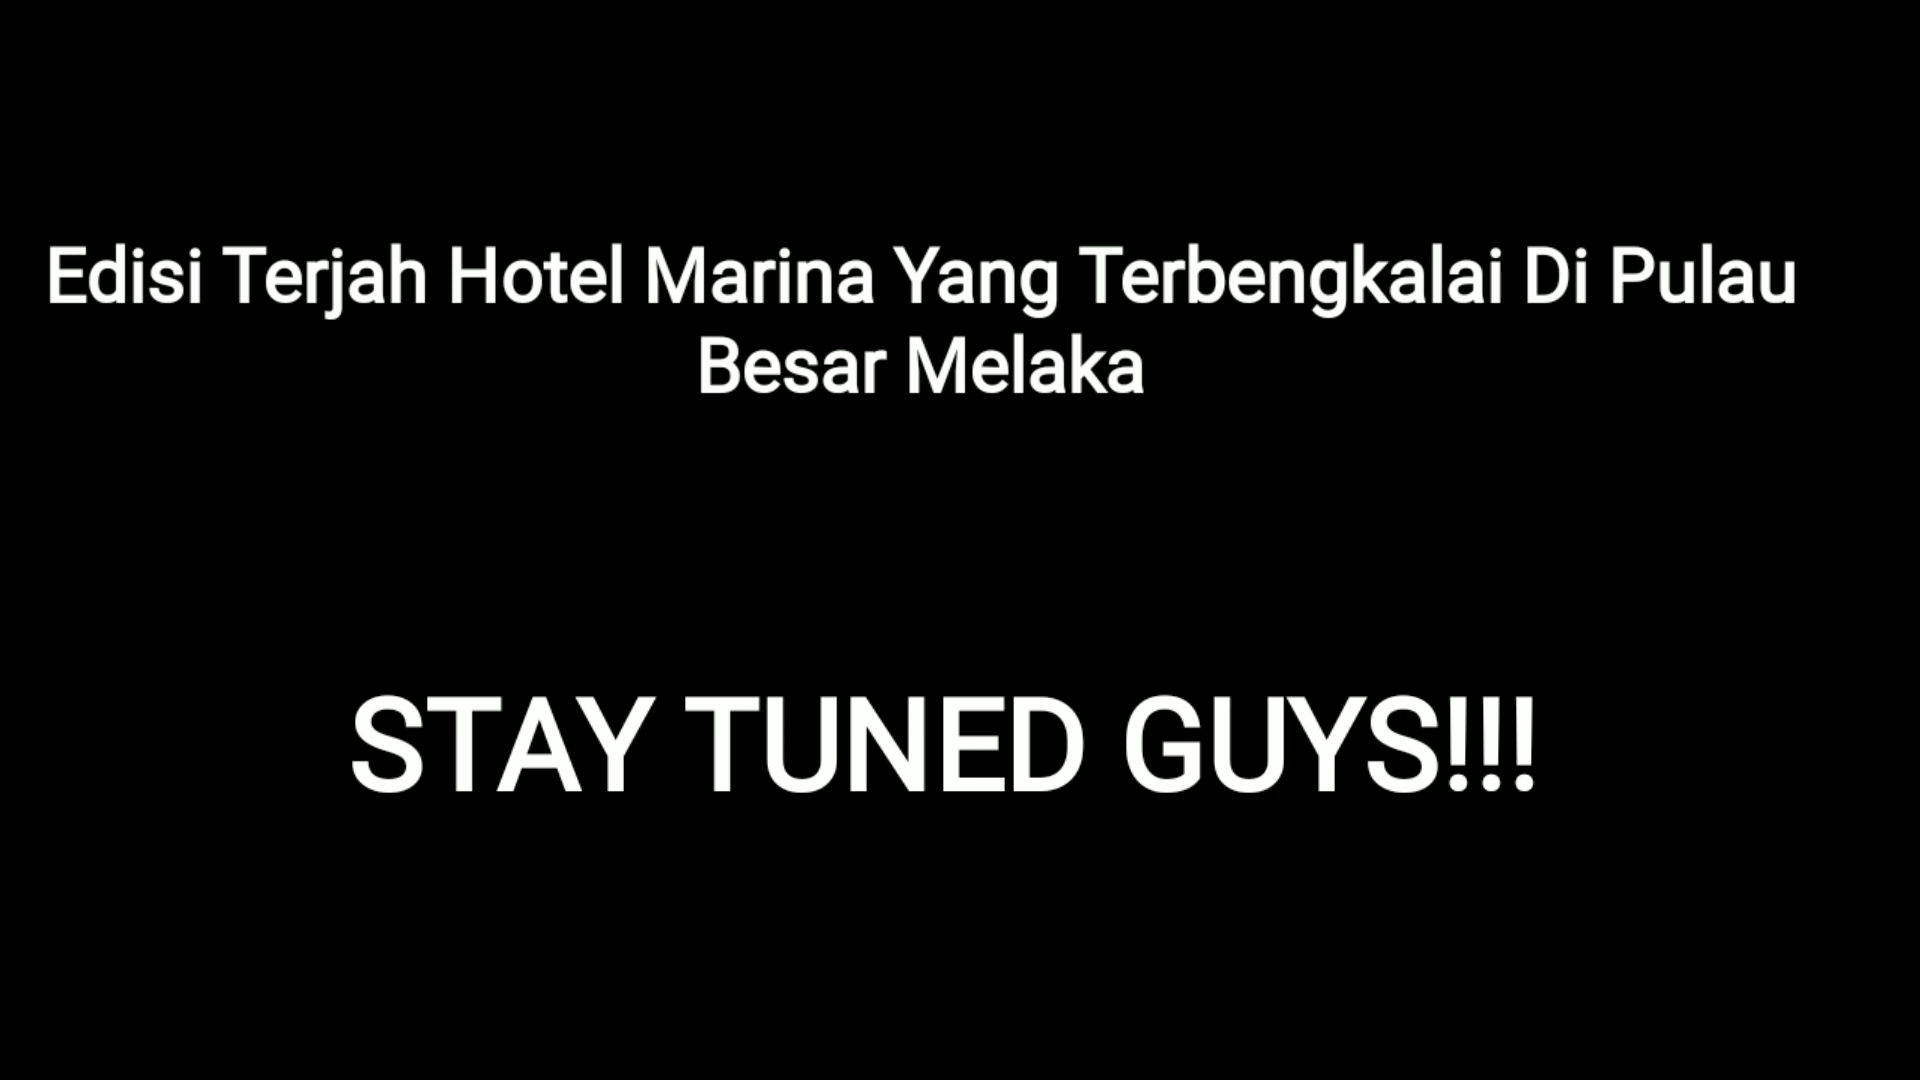 Edisi Terjah Hotel Marina Yang Terbengkalai Di Pulau
Besar Melaka
STAY TUNED GUYS!!!